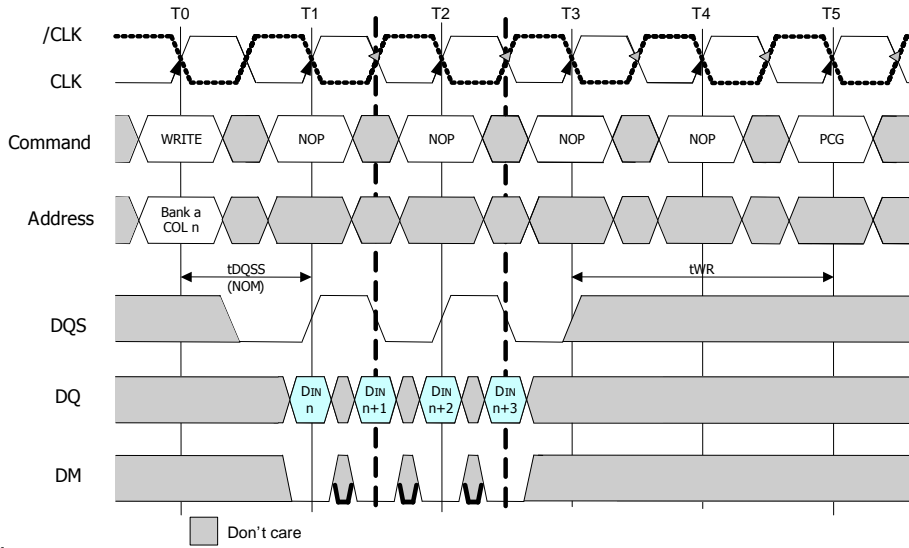 T0 T1 T2 T3 T4 T5
/CLK
CLK
Command WRITE NOP NOP NOP NOP PCG
Address Bank a
COL n
tDQSS
(NOM)
tWR
DQS
DQ DIN DIN DIN DIN
n n+1 n+2 n+3
DM
Don't care